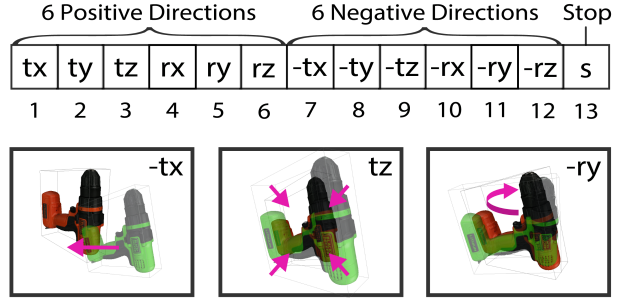 6 Positive Directions 6 Negative Directions Stop
tx ty tz rx ry rz -tx -ty -tz -rx -ry -rz s
1 2 3 4 5 6 7 8 9 10 11 12 13
-tx tz -ry